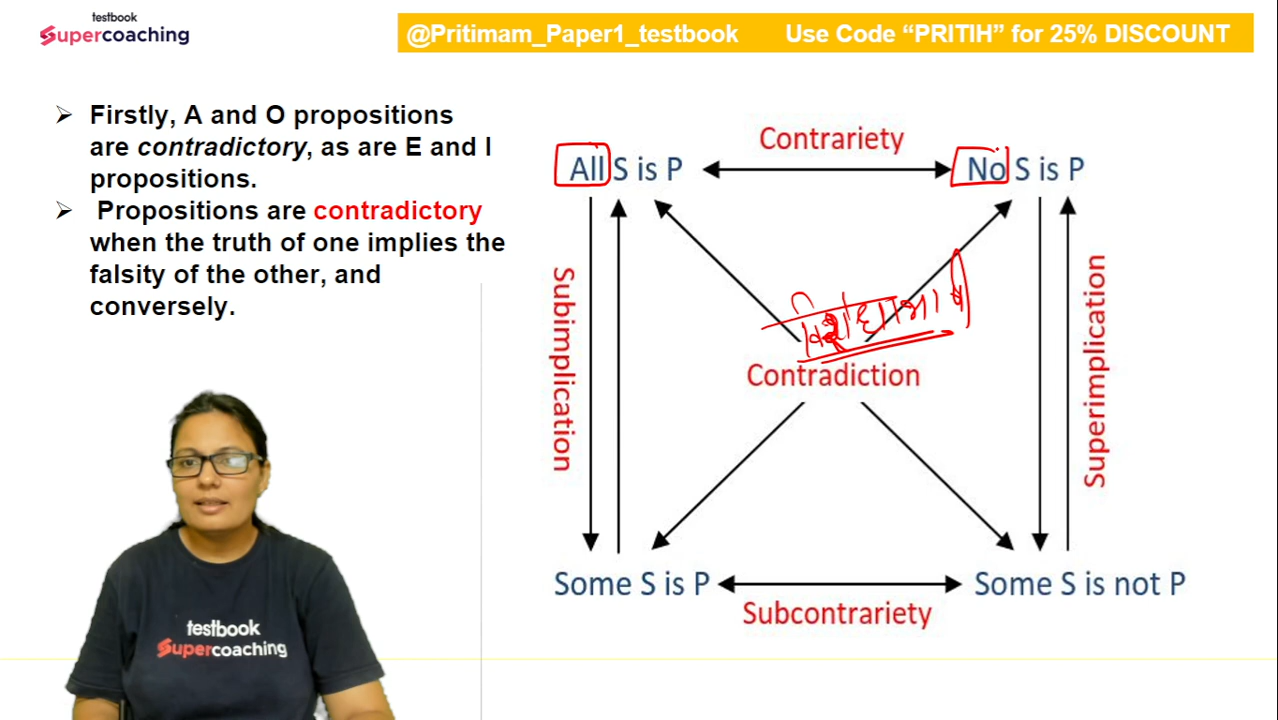 testbook
Supercoaching
@Pritimam_Paper1_testbook Use Code “PRITIH” for 25% DISCOUNT
➢ Firstly, A and O propositions
are contradictory, as are E and I
propositions.
➢ Propositions are contradictory
when the truth of one implies the
falsity of the other, and
conversely.
Contrariety
All S is P
No S is P
Subimplication
Contradiction
Superimplication
Some S is P
Some S is not P
Subcontrariety
testbook
Supercoaching